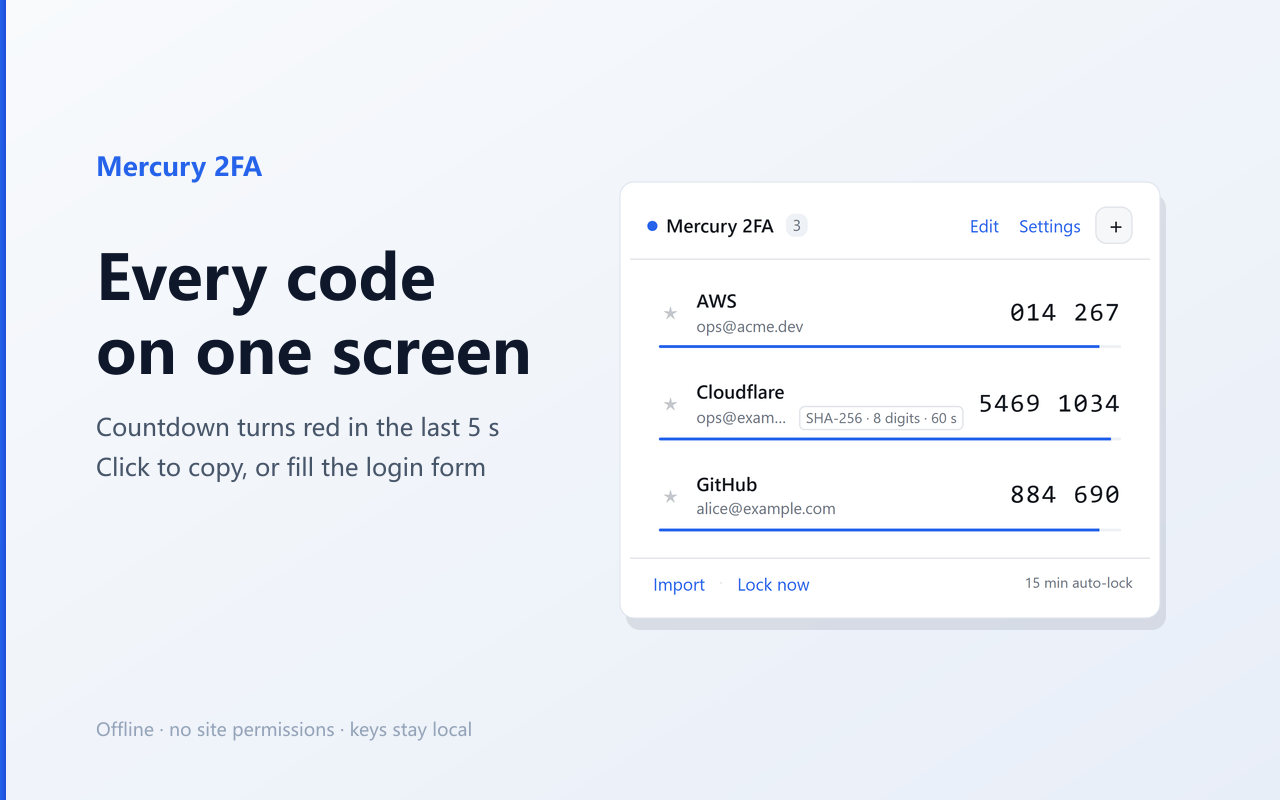 Mercury 2FA
Every code
on one screen
Countdown turns red in the last 5 s
Click to copy, or fill the login form
Offline · no site permissions · keys stay local
Mercury 2FA 3 Edit Settings +
AWS
ops@acme.dev
014 267
Cloudflare
ops@exam... SHA-256 · 8 digits · 60 s
5469 1034
GitHub
alice@example.com
884 690
Import · Lock now 15 min auto-lock